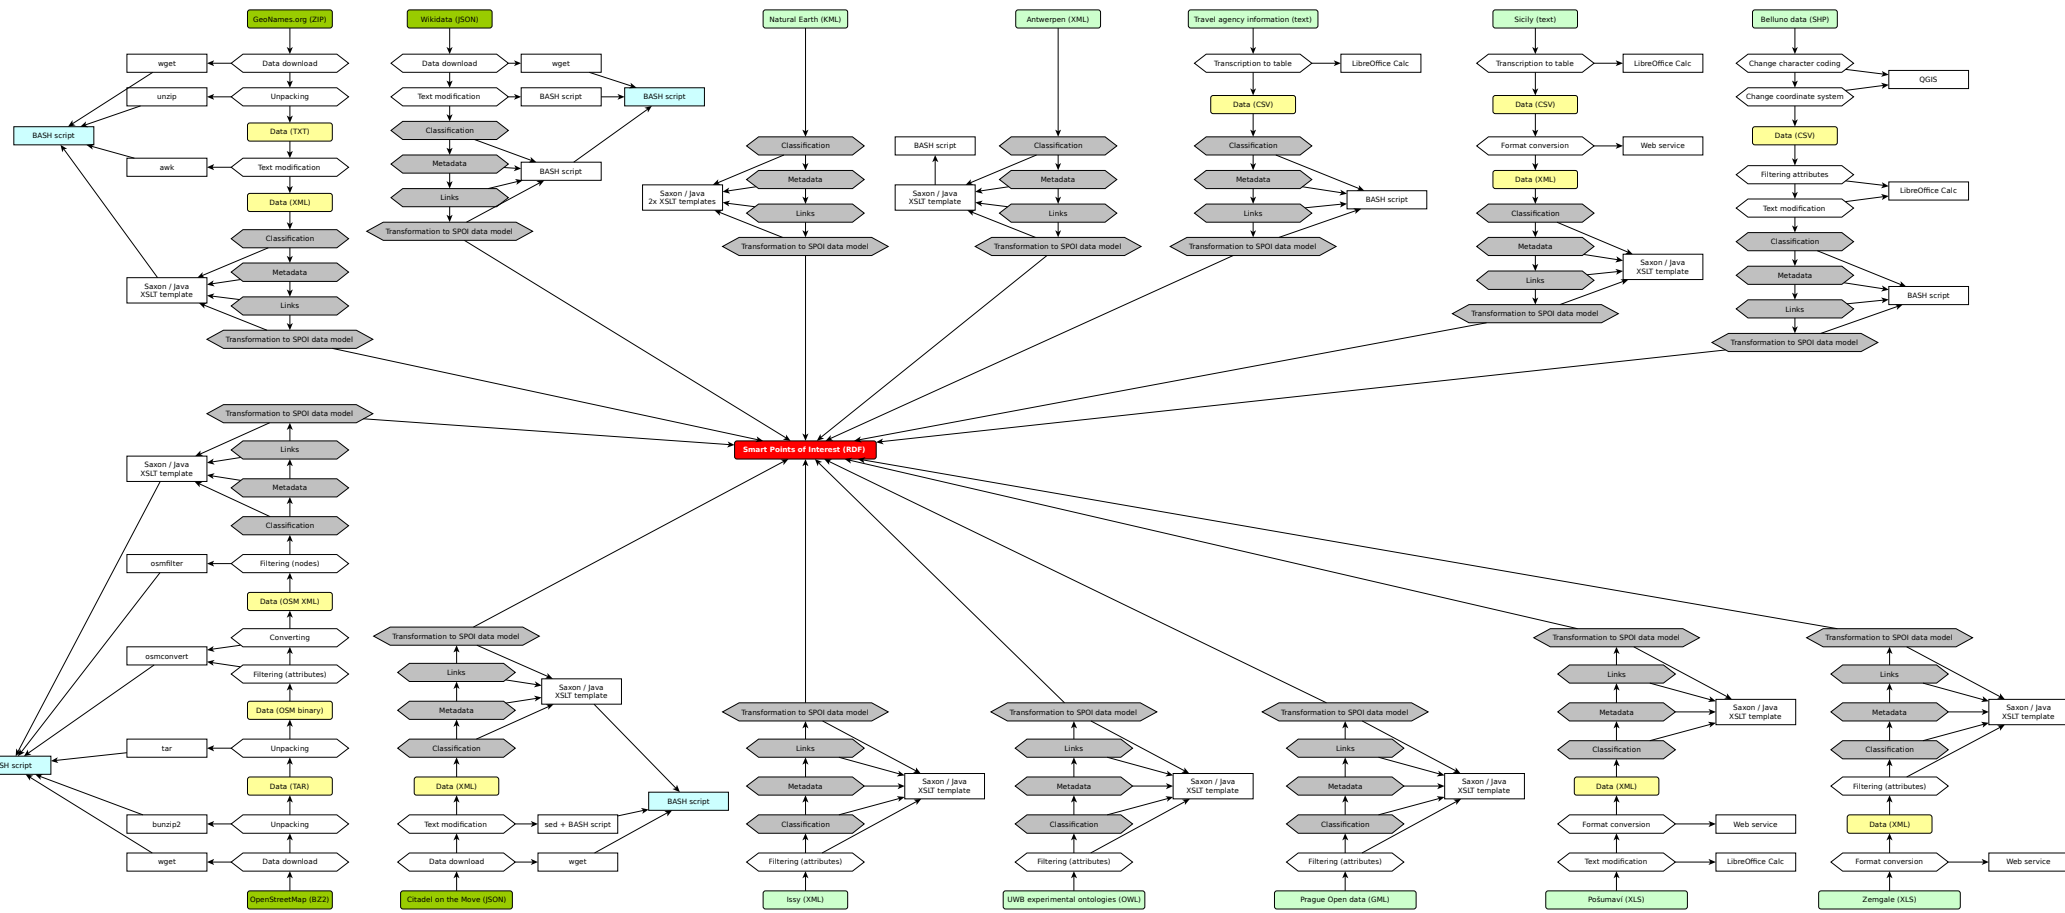 GeoNames.org (ZIP)
Data download
wget
Unpacking
unzip
Data (TXT)
BASH script
Text modification
awk
Data (XML)
Classification
Metadata
Links
Saxon / Java
XSLT template
Transformation to SPOI data model
Wikidata (JSON)
Data download
wget
Text modification
BASH script
BASH script
Classification
Metadata
BASH script
Links
Transformation to SPOI data model
Natural Earth (KML)
Classification
Metadata
Saxon / Java
2x XSLT templates
Links
Transformation to SPOI data model
Antwerpen (XML)
BASH script
Classification
Metadata
Saxon / Java
XSLT template
Links
Transformation to SPOI data model
Travel agency information (text)
Transcription to table
LibreOffice Calc
Data (CSV)
Classification
Metadata
BASH script
Links
Transformation to SPOI data model
Sicily (text)
Transcription to table
LibreOffice Calc
Data (CSV)
Format conversion
Web service
Data (XML)
Classification
Metadata
Saxon / Java
XSLT template
Links
Transformation to SPOI data model
Belluno data (SHP)
Change character coding
QGIS
Change coordinate system
Data (CSV)
Filtering attributes
LibreOffice Calc
Text modification
Classification
Metadata
BASH script
Links
Transformation to SPOI data model
Smart Points of Interest (RDF)
Transformation to SPOI data model
Links
Saxon / Java
XSLT template
Metadata
Classification
osmfilter
Filtering (nodes)
Data (OSM XML)
Converting
osmconvert
Filtering (attributes)
Data (OSM binary)
tar
Unpacking
SH script
Data (TAR)
bunzip2
Unpacking
wget
Data download
OpenStreetMap (BZ2)
Transformation to SPOI data model
Links
Saxon / Java
XSLT template
Metadata
Classification
Data (XML)
BASH script
Text modification
sed + BASH script
Data download
wget
Citadel on the Move (JSON)
Transformation to SPOI data model
Links
Metadata
Saxon / Java
XSLT template
Classification
Filtering (attributes)
Issy (XML)
Transformation to SPOI data model
Links
Metadata
Saxon / Java
XSLT template
Classification
Filtering (attributes)
UWB experimental ontologies (OWL)
Transformation to SPOI data model
Links
Metadata
Saxon / Java
XSLT template
Classification
Filtering (attributes)
Prague Open data (GML)
Transformation to SPOI data model
Links
Metadata
Saxon / Java
XSLT template
Classification
Data (XML)
Format conversion
Web service
Text modification
LibreOffice Calc
Pošumaví (XLS)
Transformation to SPOI data model
Links
Metadata
Saxon / Java
XSLT template
Classification
Filtering (attributes)
Data (XML)
Format conversion
Web service
Zemgale (XLS)